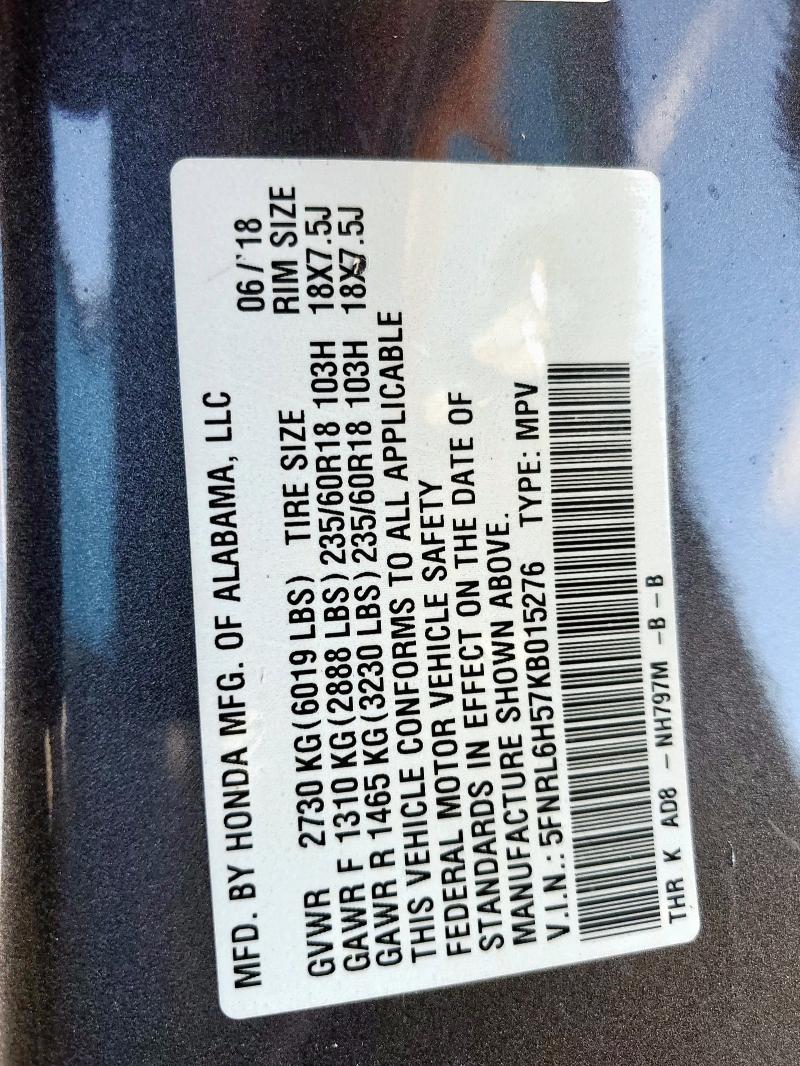 MFD. BY HONDA MFG. OF ALABAMA, LLC
06/'18
GVWR 2730 KG(6019 LBS) TIRE SIZE RIM SIZE
GAWR F 1310 KG(2888 LBS) 235/60R18 103H 18X7.5J
GAWR R 1465 KG(3230 LBS) 235/60R18 103H 18X7.5J
THIS VEHICLE CONFORMS TO ALL APPLICABLE
FEDERAL MOTOR VEHICLE SAFETY
STANDARDS IN EFFECT ON THE DATE OF
MANUFACTURE SHOWN ABOVE.
V.I.N.: 5FNRL6H57KB015276 TYPE: MPV
THR K AD8 - NH797M -B-B